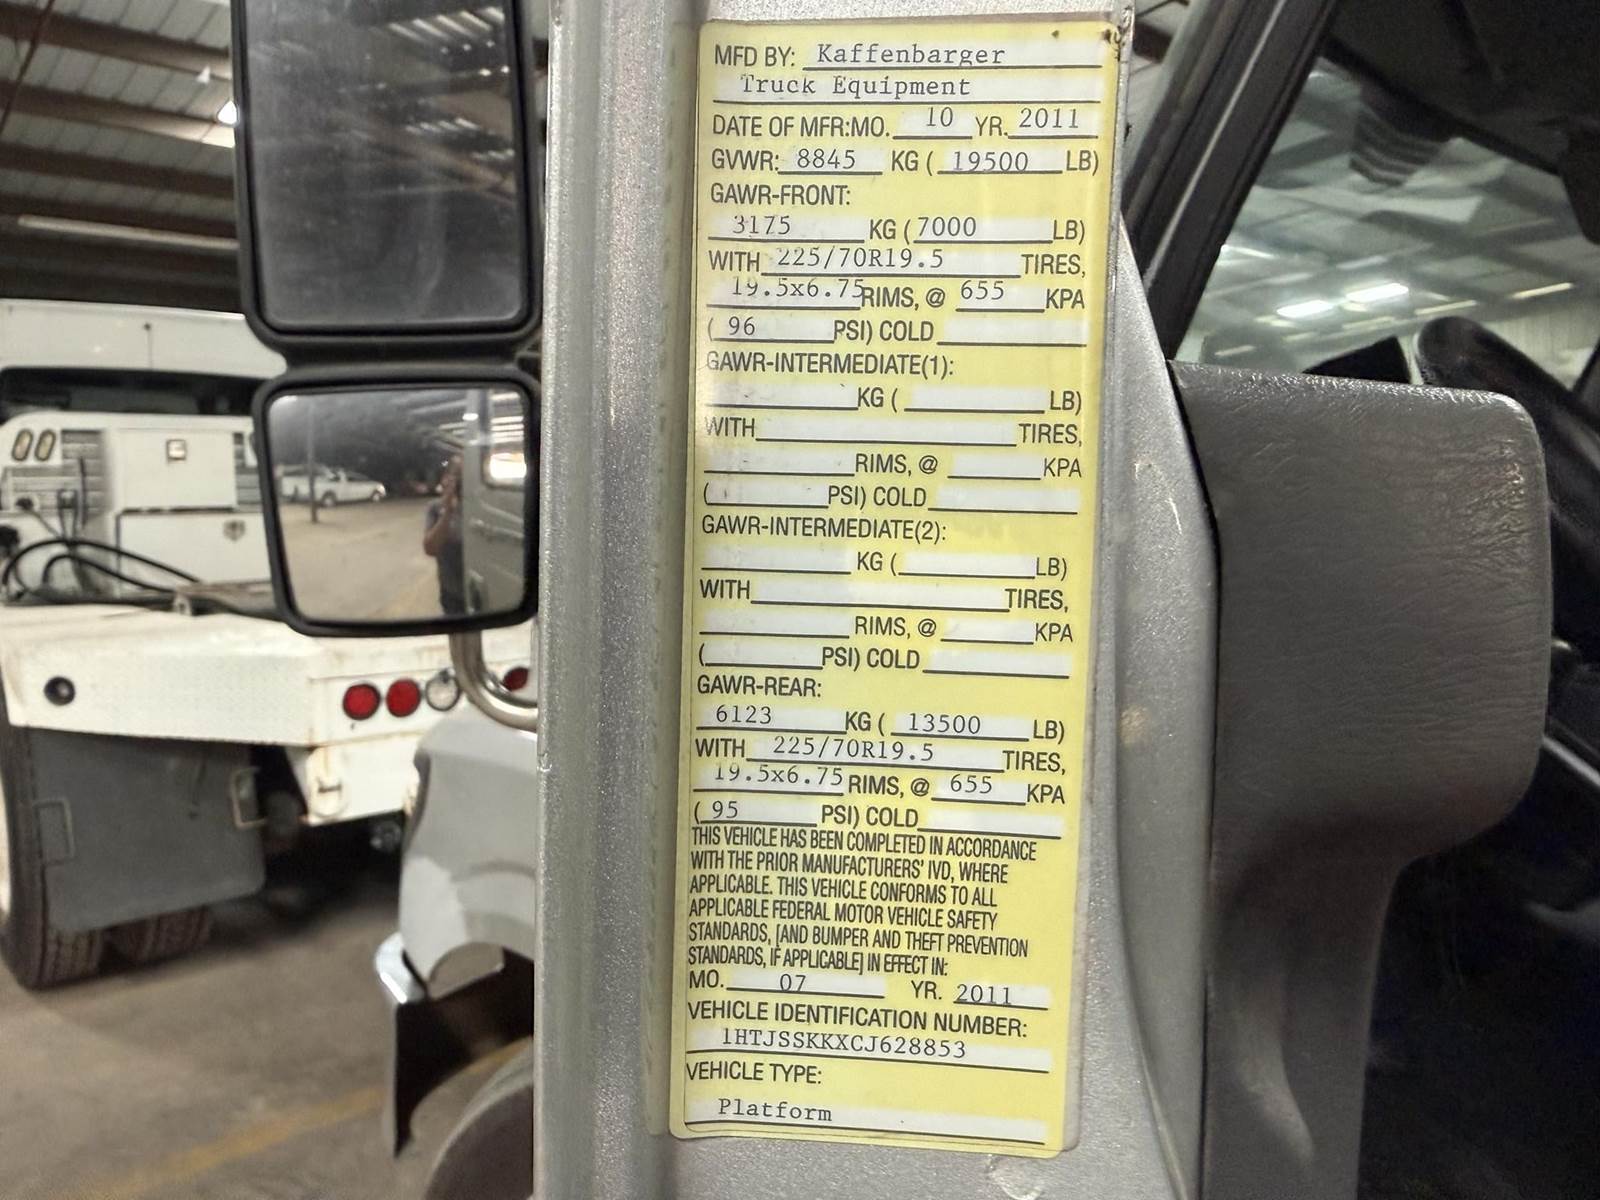 MFD BY: Kaffenbarger
Truck Equipment
DATE OF MFR:MO. 10 YR. 2011
GVWR: 8845 KG ( 19500 LB)
GAWR-FRONT:
3175 KG ( 7000 LB)
WITH 225/70R19.5 TIRES,
19.5x6.75 RIMS, @ 655 KPA
( 96 PSI) COLD
GAWR-INTERMEDIATE(1):
KG ( LB)
WITH TIRES,
RIMS, @ KPA
( PSI) COLD
GAWR-INTERMEDIATE(2):
KG ( LB)
WITH TIRES,
RIMS, @ KPA
( PSI) COLD
GAWR-REAR:
6123 KG ( 13500 LB)
WITH 225/70R19.5 TIRES,
19.5x6.75 RIMS, @ 655 KPA
( 95 PSI) COLD
THIS VEHICLE HAS BEEN COMPLETED IN ACCORDANCE
WITH THE PRIOR MANUFACTURERS' IVD, WHERE
APPLICABLE. THIS VEHICLE CONFORMS TO ALL
APPLICABLE FEDERAL MOTOR VEHICLE SAFETY
STANDARDS, [AND BUMPER AND THEFT PREVENTION
STANDARDS, IF APPLICABLE] IN EFFECT IN:
MO. 07 YR. 2011
VEHICLE IDENTIFICATION NUMBER:
1HTJSSKKXCJ628853
VEHICLE TYPE:
Platform